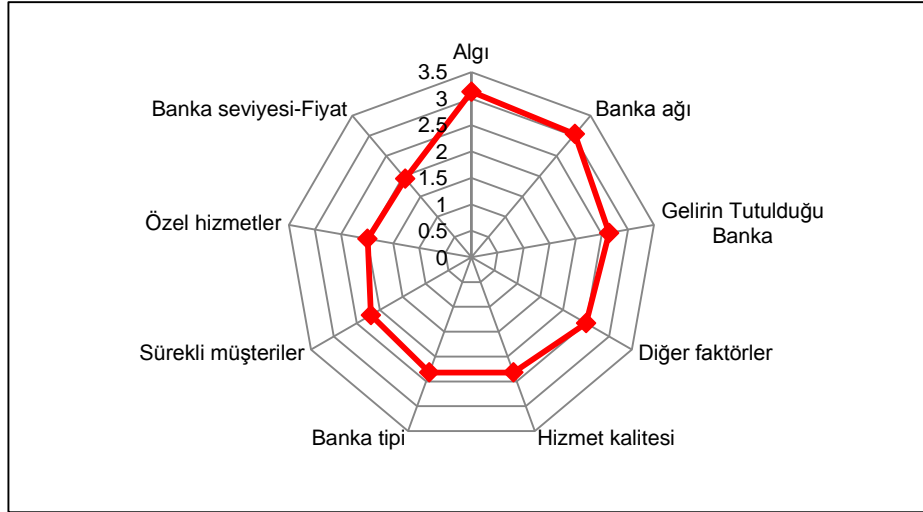 Algı
Banka ağı
Gelirin Tutulduğu
Banka
Diğer faktörler
Hizmet kalitesi
Banka tipi
Sürekli müşteriler
Özel hizmetler
Banka seviyesi-Fiyat
3.5
3
2.5
2
1.5
1
0.5
0